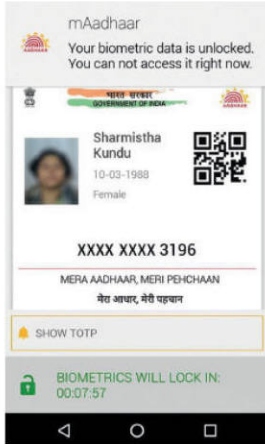 mAadhaar
Your biometric data is unlocked.
You can not access it right now.
भारत सरकार
GOVERNMENT OF INDIA
AADHAAR
Sharmistha
Kundu
10-03-1988
Female
XXXX XXXX 3196
MERA AADHAAR, MERI PEHCHAAN
मेरा आधार, मेरी पहचान
SHOW TOTP
BIOMETRICS WILL LOCK IN:
00:07:57